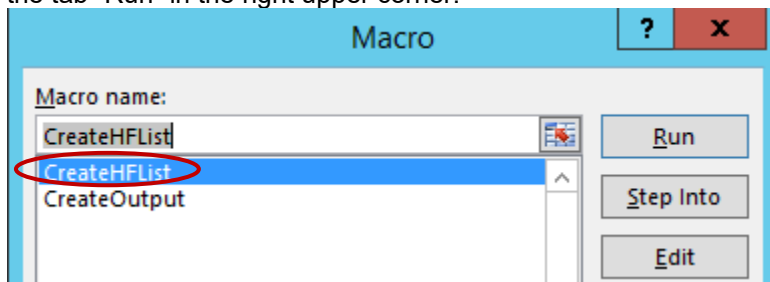 the tab "Run" in the right upper corner.
Macro
? x
Macro name:
CreateHFList
Run
CreateHFList
CreateOutput
Step Into
Edit